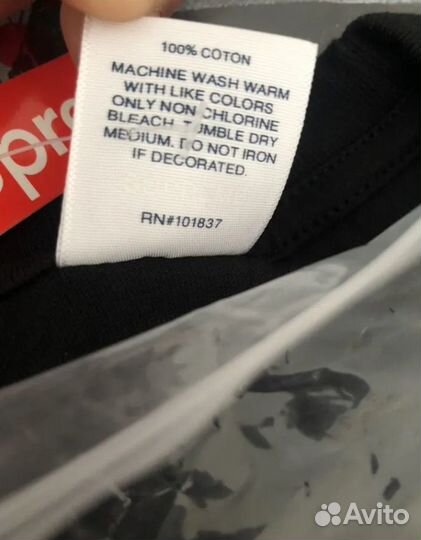 100% COTON
MACHINE WASH WARM
WITH LIKE COLORS
ONLY NON CHLORINE
BLEACH. TUMBLE DRY
MEDIUM. DO NOT IRON
IF DECORATED.
RN#101837
upre
Avito